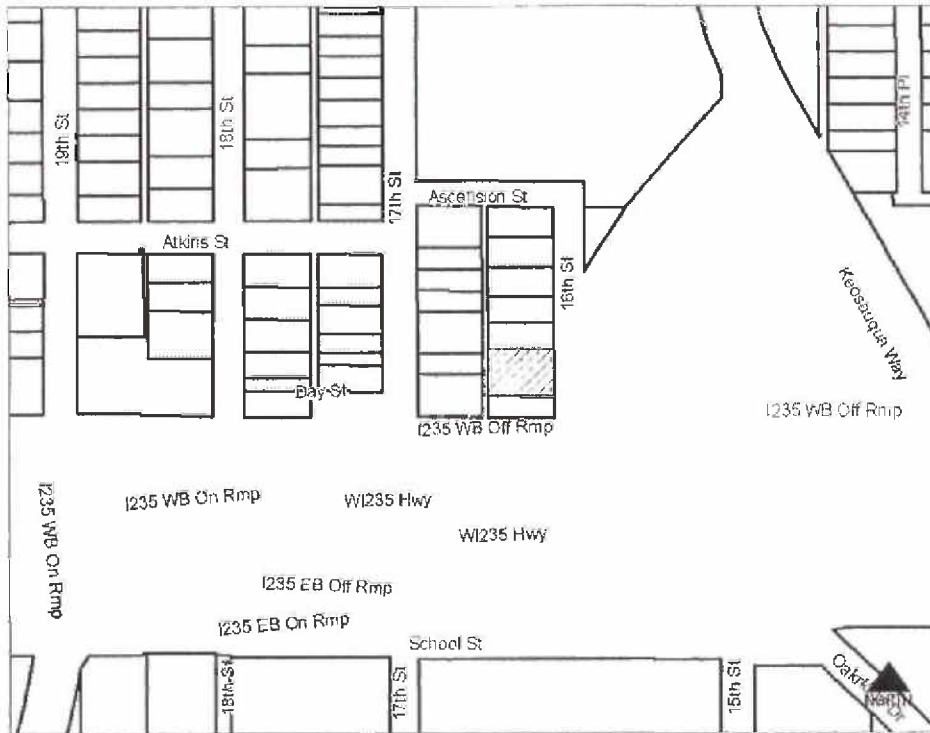 19th St
18th St
17th St
14th Pl
Ascension St
Atkins St
16th St
Keosauqua Way
Day St
I235 WB Off Rmp
I235 WB Off Rmp
I235 WB On Rmp
WI235 Hwy
I235 WB On Rmp
WI235 Hwy
I235 EB Off Rmp
I235 EB On Rmp
School St
18th St
17th St
15th St
Dr
NORTH